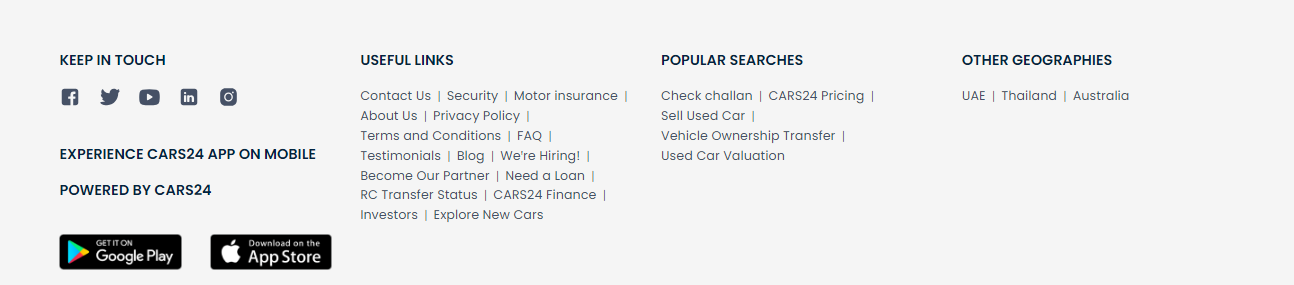 KEEP IN TOUCH
EXPERIENCE CARS24 APP ON MOBILE
POWERED BY CARS24
GET IT ON
Google Play
Download on the
App Store
USEFUL LINKS
Contact Us | Security | Motor insurance |
About Us | Privacy Policy |
Terms and Conditions | FAQ |
Testimonials | Blog | We're Hiring! |
Become Our Partner | Need a Loan |
RC Transfer Status | CARS24 Finance |
Investors | Explore New Cars
POPULAR SEARCHES
Check challan | CARS24 Pricing |
Sell Used Car |
Vehicle Ownership Transfer |
Used Car Valuation
OTHER GEOGRAPHIES
UAE | Thailand | Australia